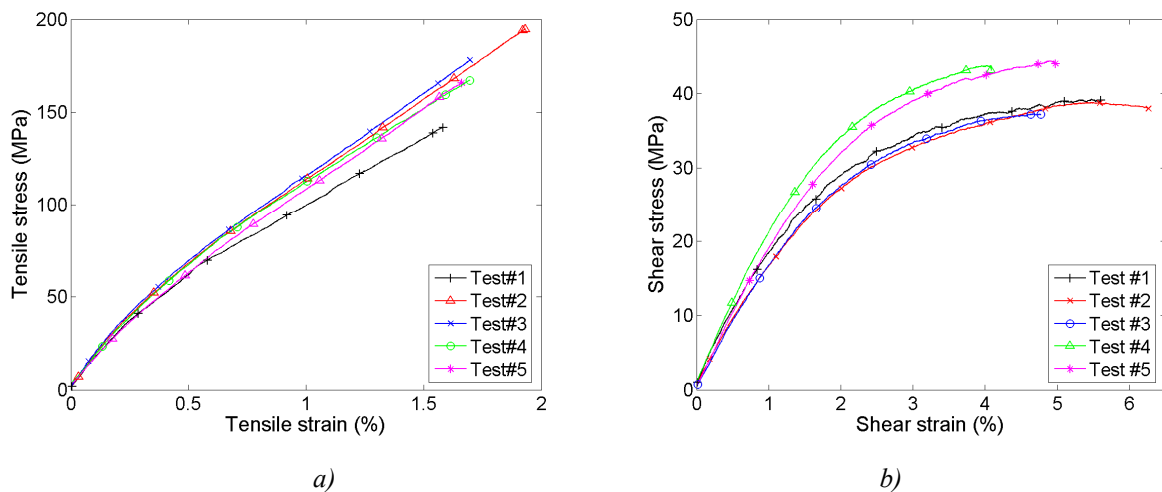 200
150
100
50
0
Tensile stress (MPa)
0
0.5
1
1.5
2
Tensile strain (%)
Test#1
Test#2
Test#3
Test#4
Test#5
a)
50
40
30
20
10
0
Shear stress (MPa)
0
1
2
3
4
5
6
Shear strain (%)
Test #1
Test #2
Test #3
Test #4
Test #5
b)